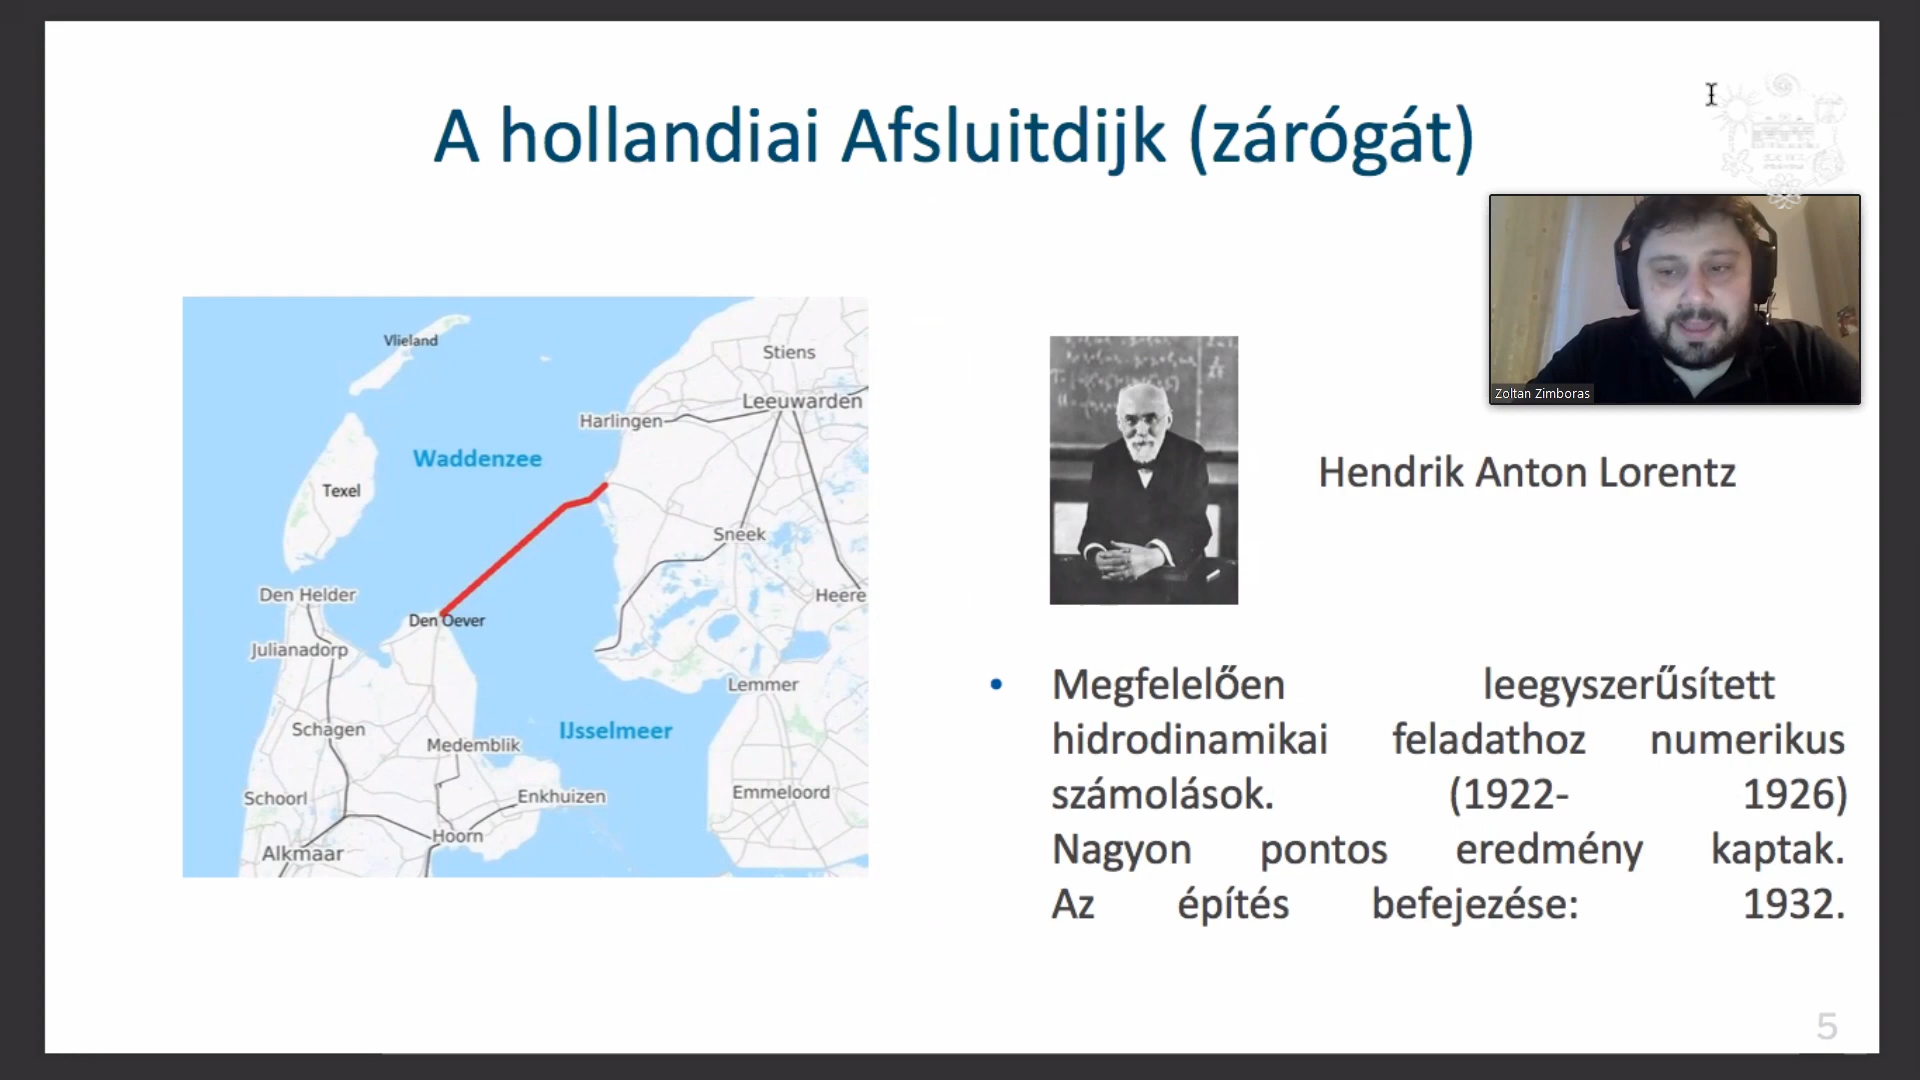 A hollandiai Afsluitdijk (zárógát)
Zoltan Zimboras
Vlieland
Stiens
Leeuwarden
Harlingen
Waddenzee
Texel
Sneek
Den Helder
Heere
Den Oever
Julianadorp
Lemmer
Schagen
IJsselmeer
Medemblik
Schoorl
Enkhuizen
Emmeloord
Hoorn
Alkmaar
Hendrik Anton Lorentz
• Megfelelően leegyszerűsített
hidrodinamikai feladathoz numerikus
számolások. (1922- 1926)
Nagyon pontos eredmény kaptak.
Az építés befejezése: 1932.
5